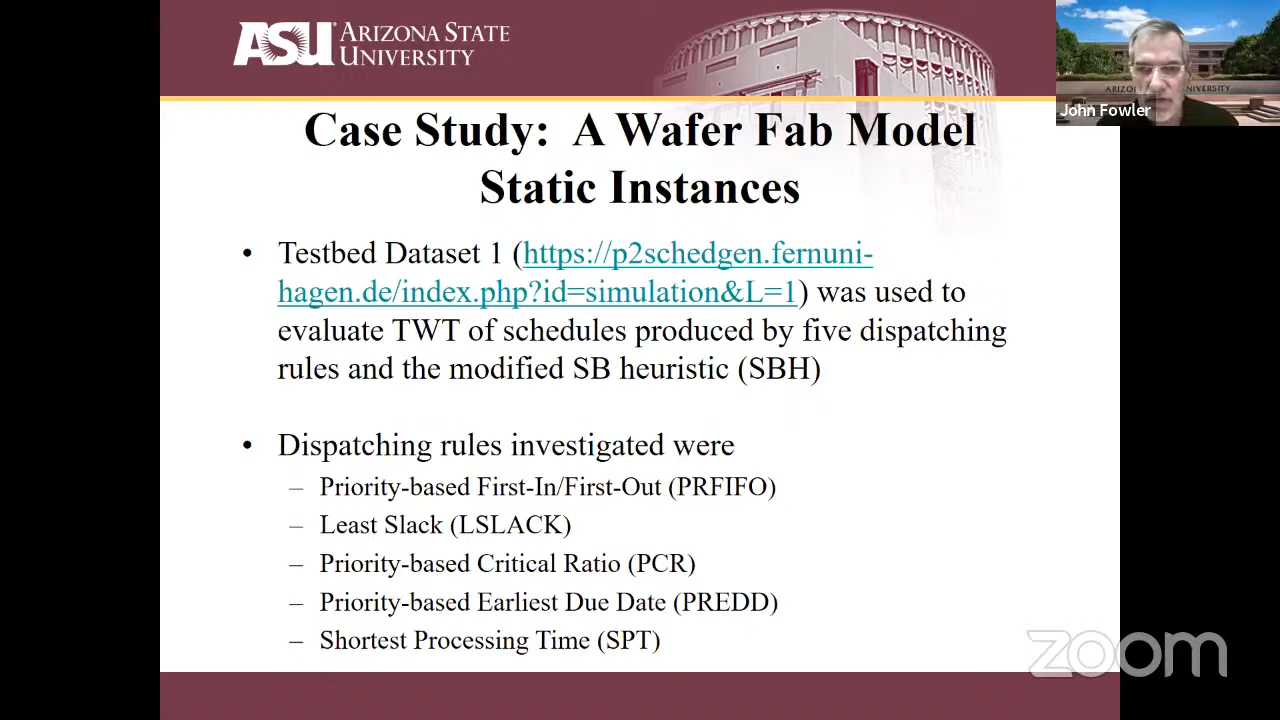 ASU ARIZONA STATE
UNIVERSITY
John Fowler
Case Study:  A Wafer Fab Model
Static Instances
• Testbed Dataset 1 (https://p2schedgen.fernuni-
hagen.de/index.php?id=simulation&L=1) was used to
evaluate TWT of schedules produced by five dispatching
rules and the modified SB heuristic (SBH)
• Dispatching rules investigated were
– Priority-based First-In/First-Out (PRFIFO)
– Least Slack (LSLACK)
– Priority-based Critical Ratio (PCR)
– Priority-based Earliest Due Date (PREDD)
– Shortest Processing Time (SPT)
zoom